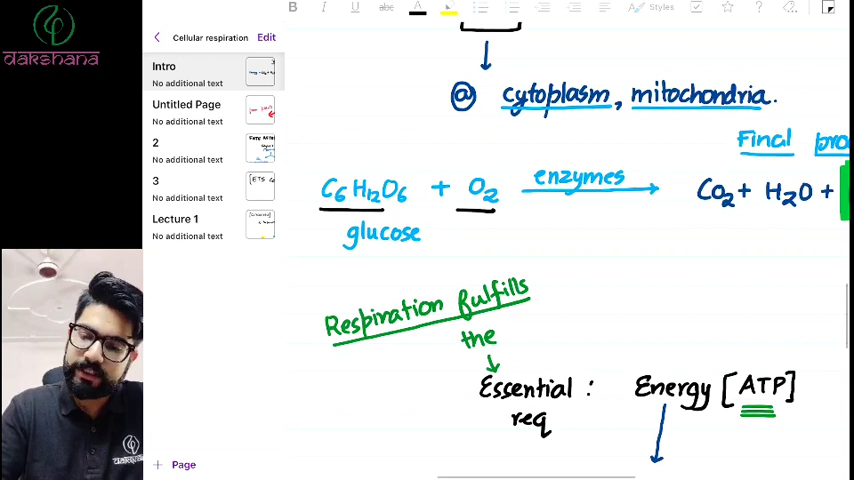 dakshana
Cellular respiration
Edit
Intro
No additional text
Untitled Page
No additional text
2
No additional text
3
No additional text
Lecture 1
No additional text
+ Page
B I U abc A Styles ?
@ cytoplasm, mitochondria.
Final
C6H12O6 + O2 enzymes CO2 + H2O +
glucose
Respiration fulfills
the
Essential : Energy [ATP]
req